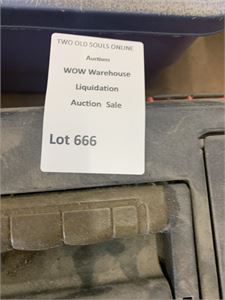 TWO OLD SOULS ONLINE
Auctions
WOW Warehouse
Liquidation
Auction Sale
Lot 666